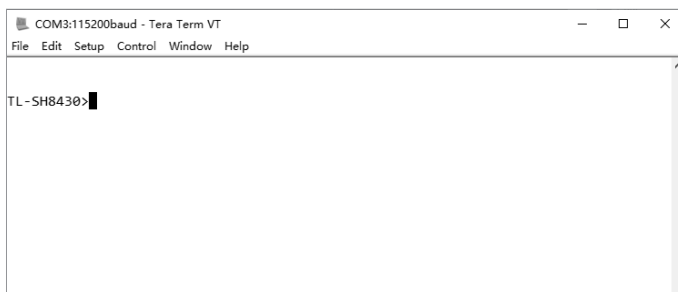 COM3:115200baud - Tera Term VT
File Edit Setup Control Window Help
TL-SH8430>